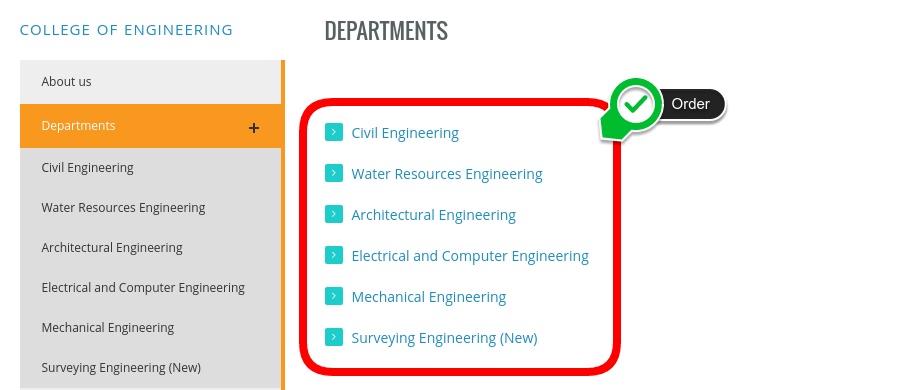 COLLEGE OF ENGINEERING
About us
Departments
Civil Engineering
Water Resources Engineering
Architectural Engineering
Electrical and Computer Engineering
Mechanical Engineering
Surveying Engineering (New)
DEPARTMENTS
Order
Civil Engineering
Water Resources Engineering
Architectural Engineering
Electrical and Computer Engineering
Mechanical Engineering
Surveying Engineering (New)